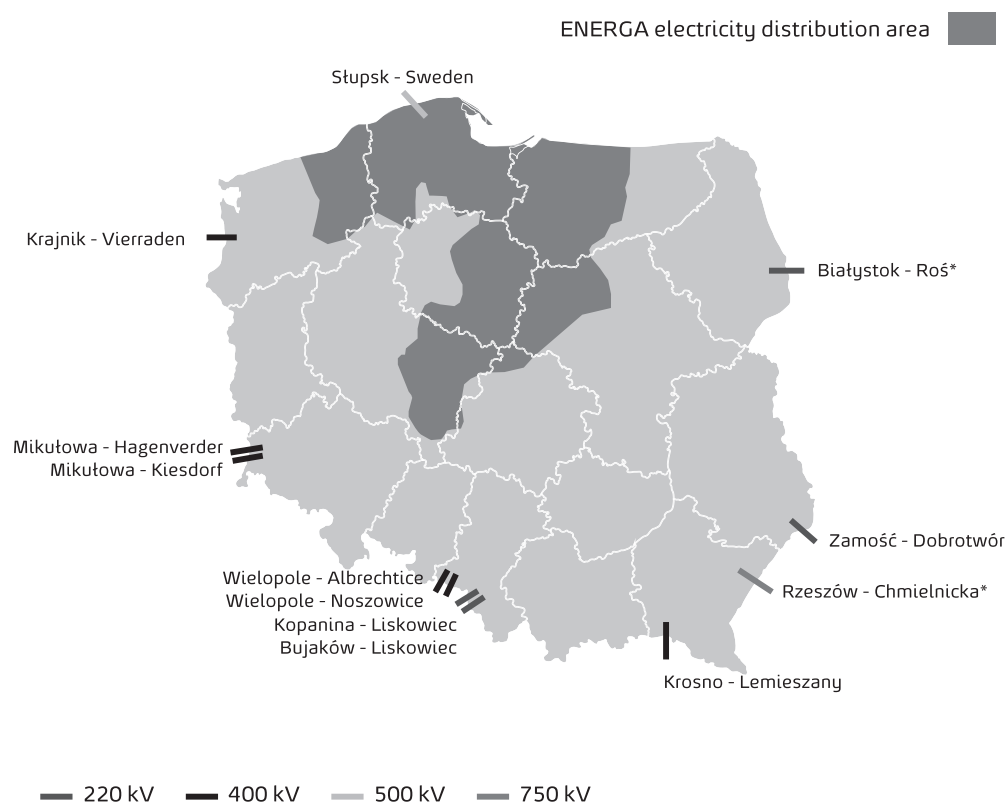 ENERGA electricity distribution area
Słupsk - Sweden
Krajnik - Vierraden
Białystok - Roś*
Mikułowa - Hagenverder
Mikułowa - Kiesdorf
Zamość - Dobrotwór
Wielopole - Albrechtice
Wielopole - Noszowice
Rzeszów - Chmielnicka*
Kopanina - Liskowiec
Bujaków - Liskowiec
Krosno - Lemieszany
220 kV 400 kV 500 kV 750 kV